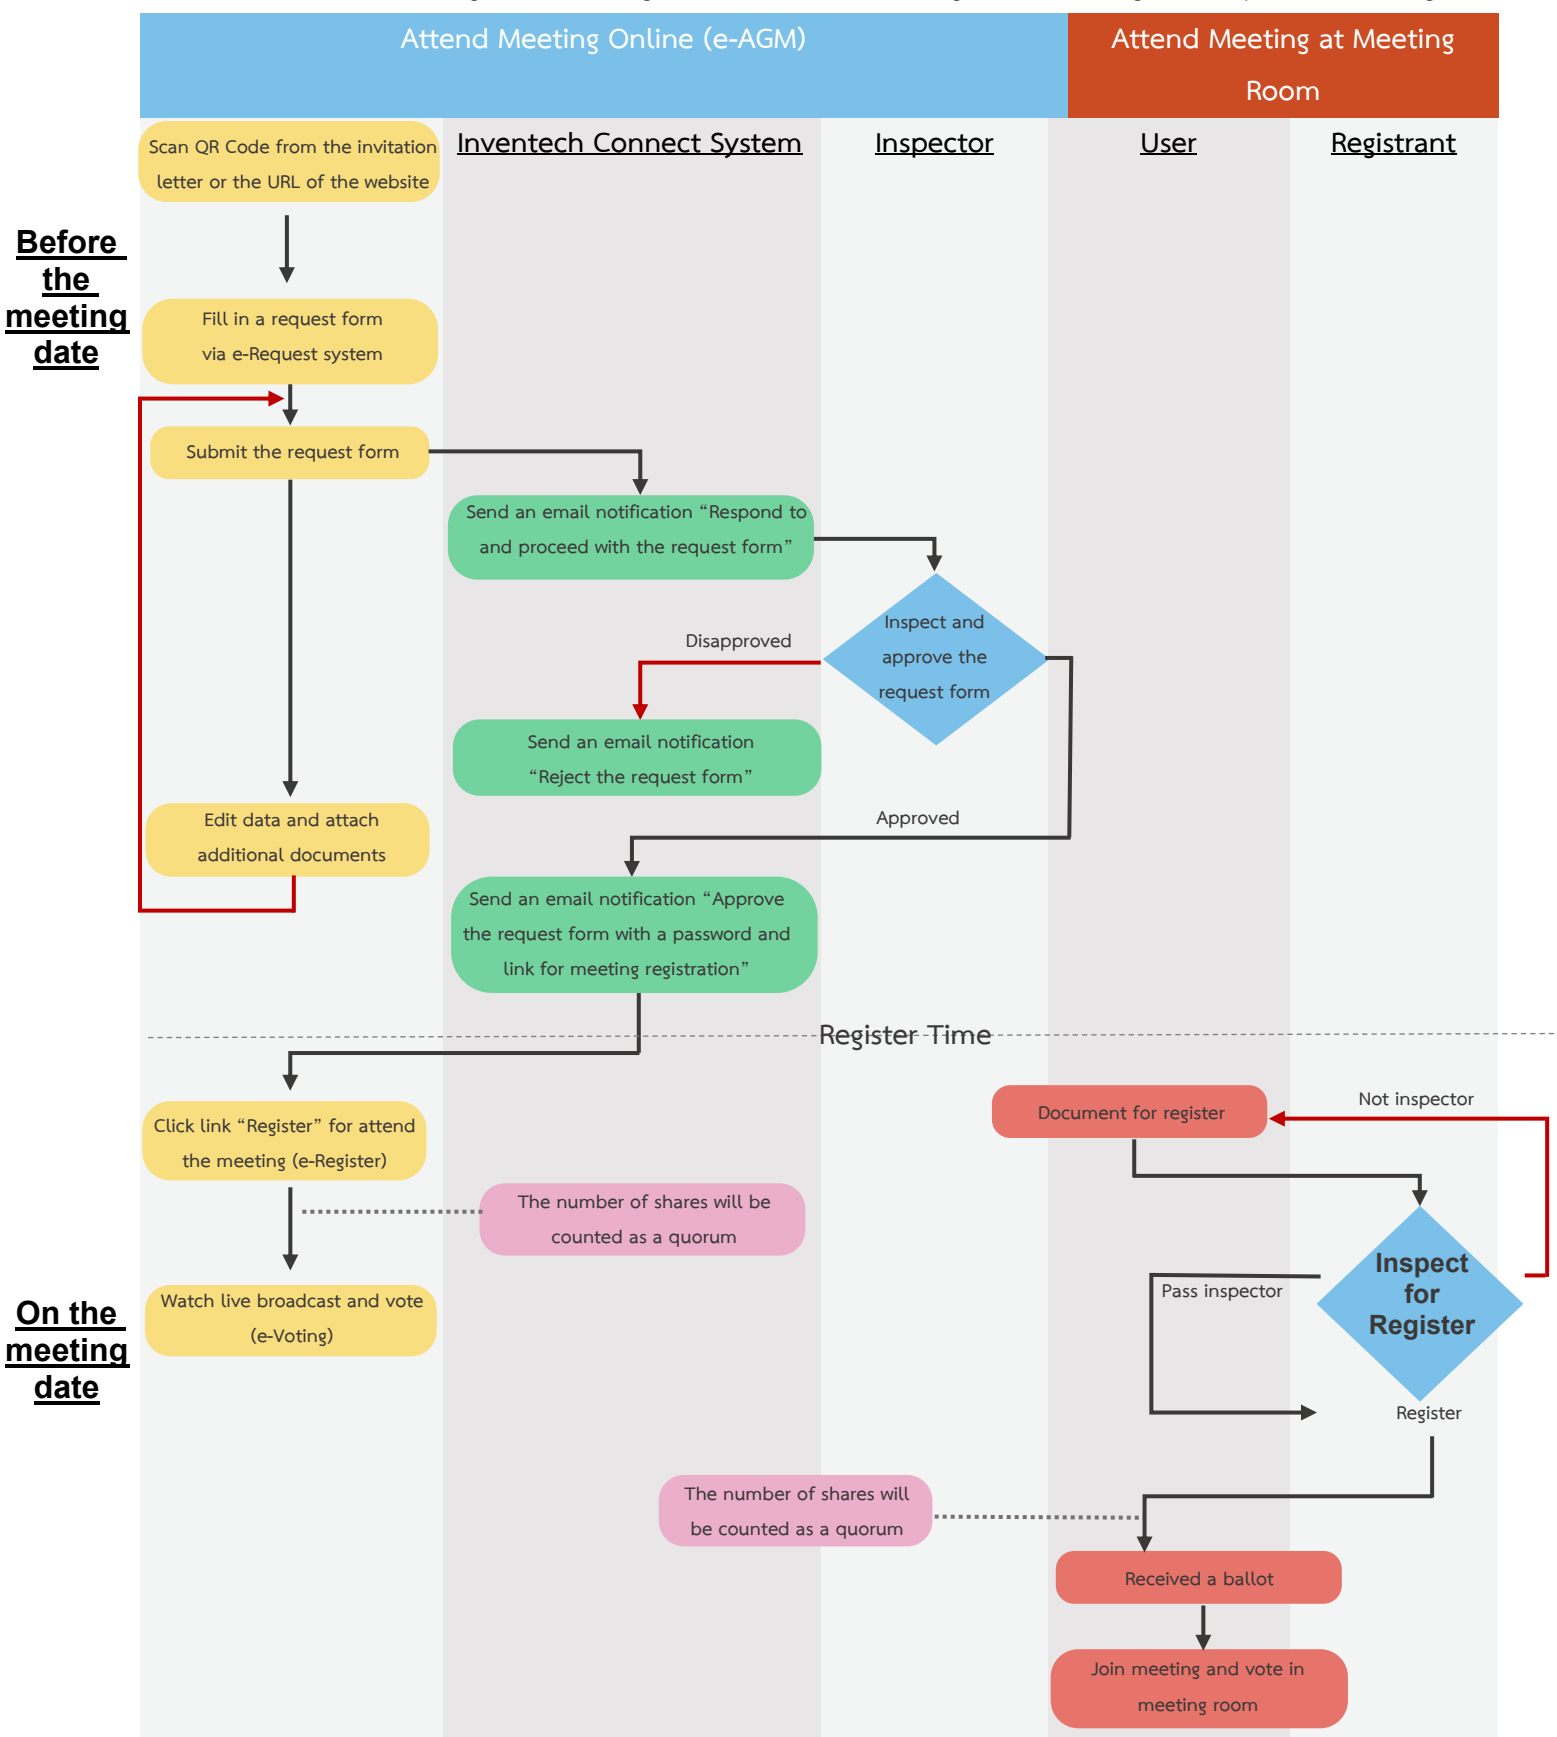 Attend Meeting Online (e-AGM)
Attend Meeting at Meeting
Room
Scan QR Code from the invitation
letter or the URL of the website
Inventech Connect System
Inspector
User
Registrant
Before
the
meeting
date
Fill in a request form
via e-Request system
Submit the request form
Send an email notification “Respond to
and proceed with the request form”
Inspect and
approve the
request form
Disapproved
Send an email notification
“Reject the request form”
Edit data and attach
additional documents
Approved
Send an email notification “Approve
the request form with a password and
link for meeting registration”
Register Time
Click link “Register” for attend
the meeting (e-Register)
Document for register
Not inspector
The number of shares will be
counted as a quorum
Inspect
for
Register
Pass inspector
On the
meeting
date
Watch live broadcast and vote
(e-Voting)
Register
The number of shares will
be counted as a quorum
Received a ballot
Join meeting and vote in
meeting room